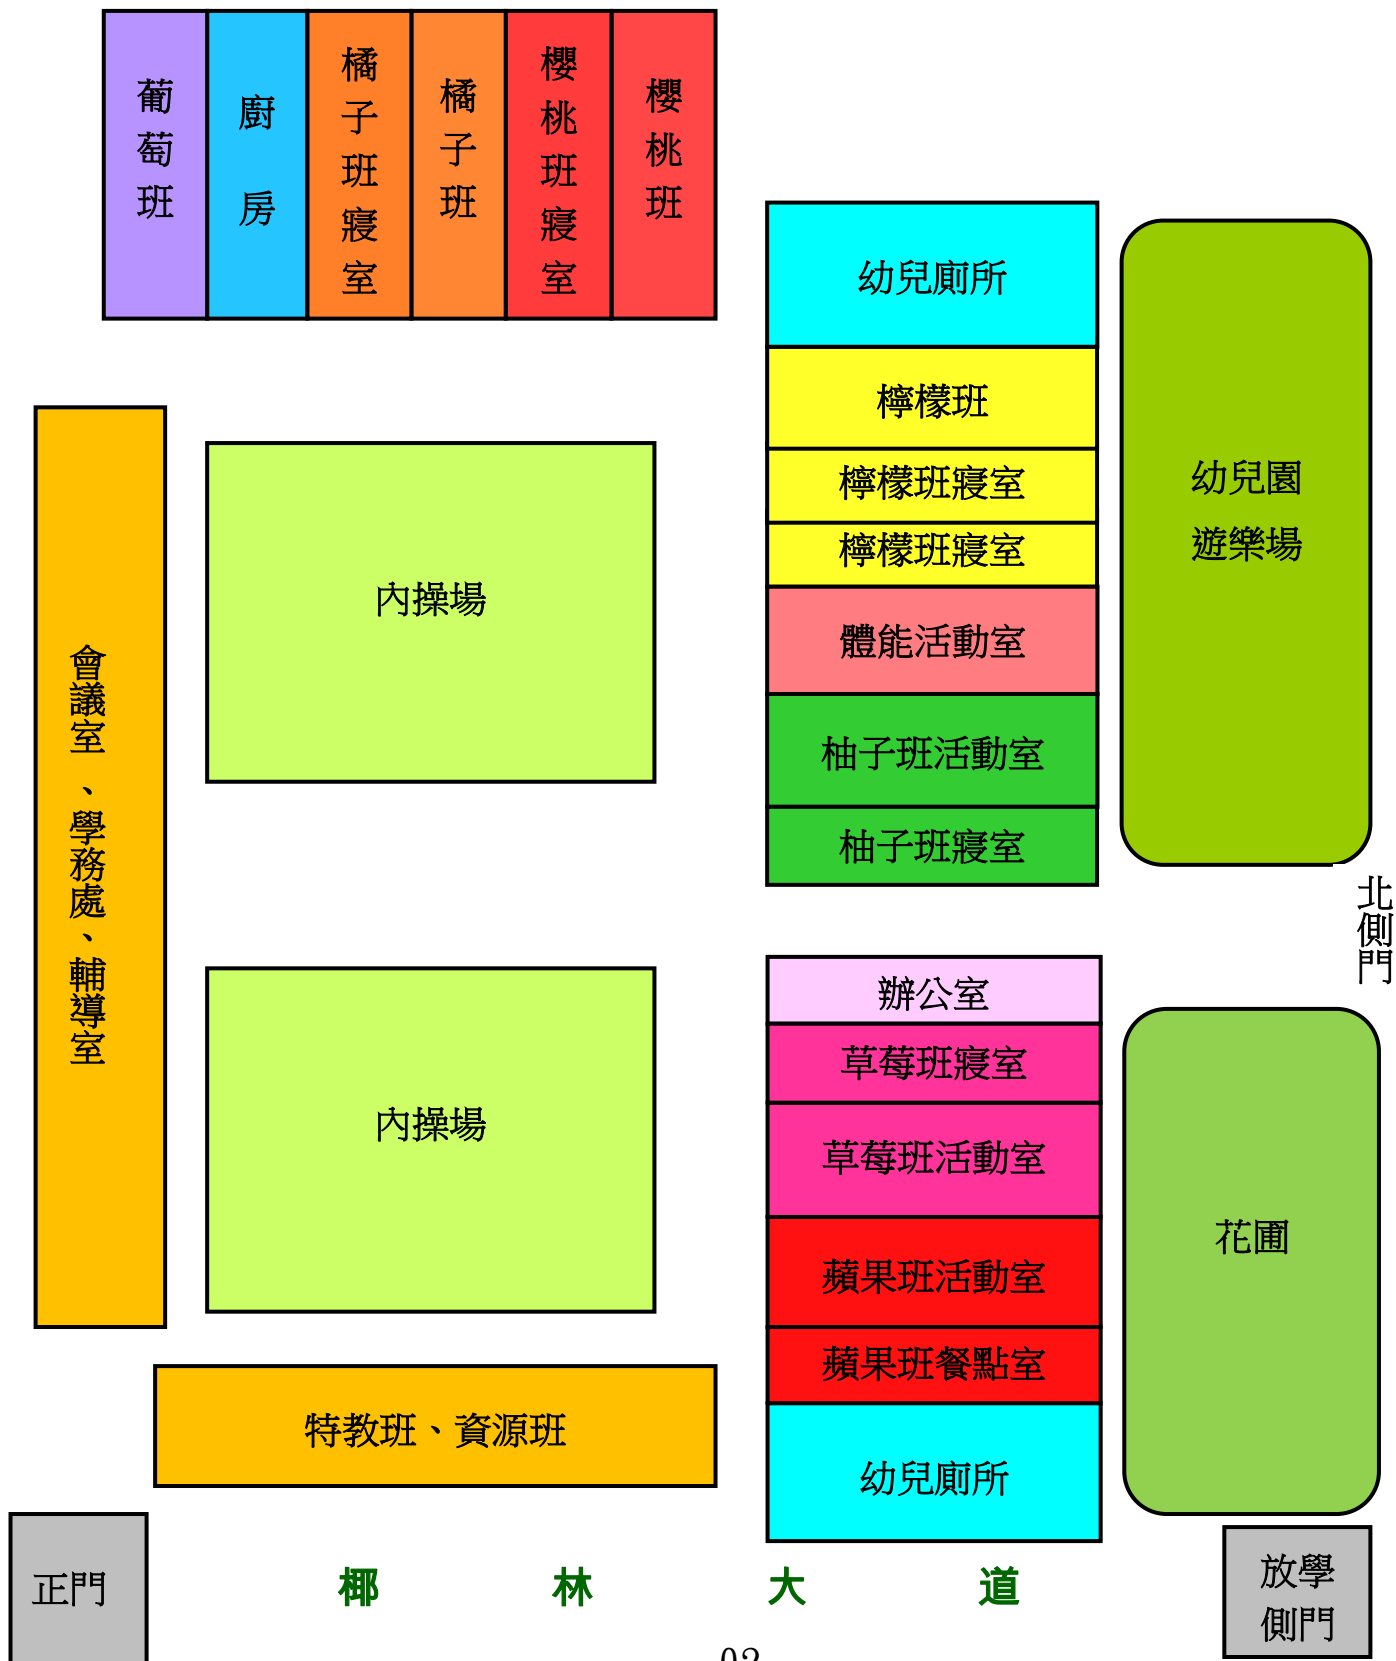 葡萄班
廚房
橘子班寢室
橘子班
櫻桃班寢室
櫻桃班
幼兒廁所
檸檬班
檸檬班寢室
檸檬班寢室
體能活動室
柚子班活動室
柚子班寢室
幼兒園
遊樂場
內操場
會議室、學務處、輔導室
北側門
內操場
辦公室
草莓班寢室
草莓班活動室
蘋果班活動室
蘋果班餐點室
幼兒廁所
花圃
特教班、資源班
正門
椰林大道
放學
側門
02